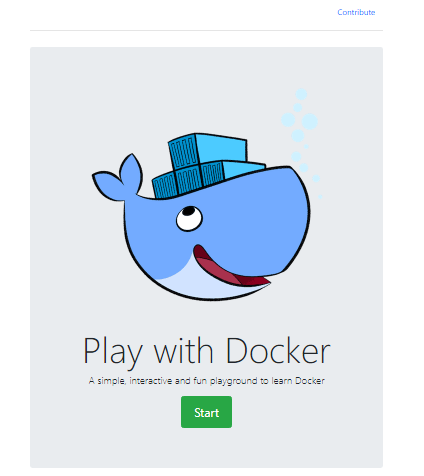 Contribute
Play with Docker
A simple, interactive and fun playground to learn Docker
Start